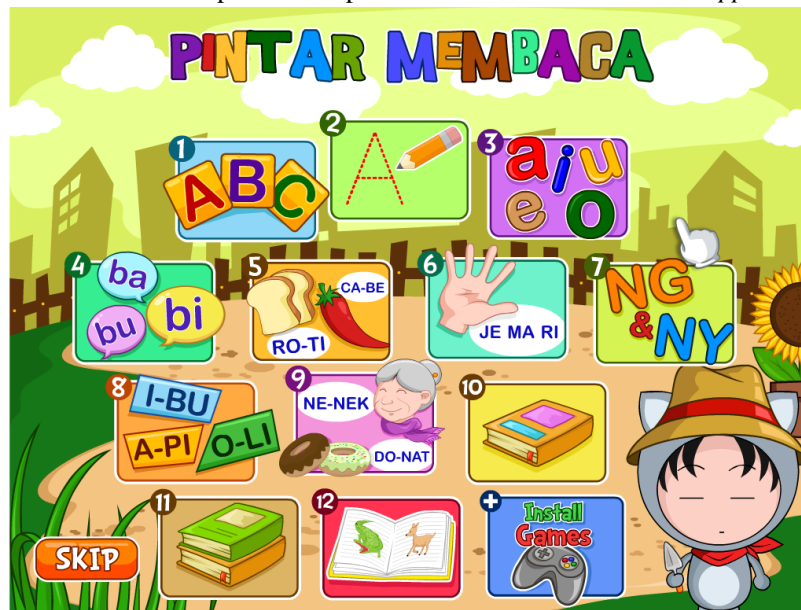 PINTAR MEMBACA
1
ABC
2
A
3
a i u
e o
4
ba
bu
bi
5
CA-BE
RO-TI
6
JE MA RI
7
NG
&
NY
8
I-BU
A-PI
O-LI
9
NE-NEK
DO-NAT
10
11
12
+
Install
Games
SKIP